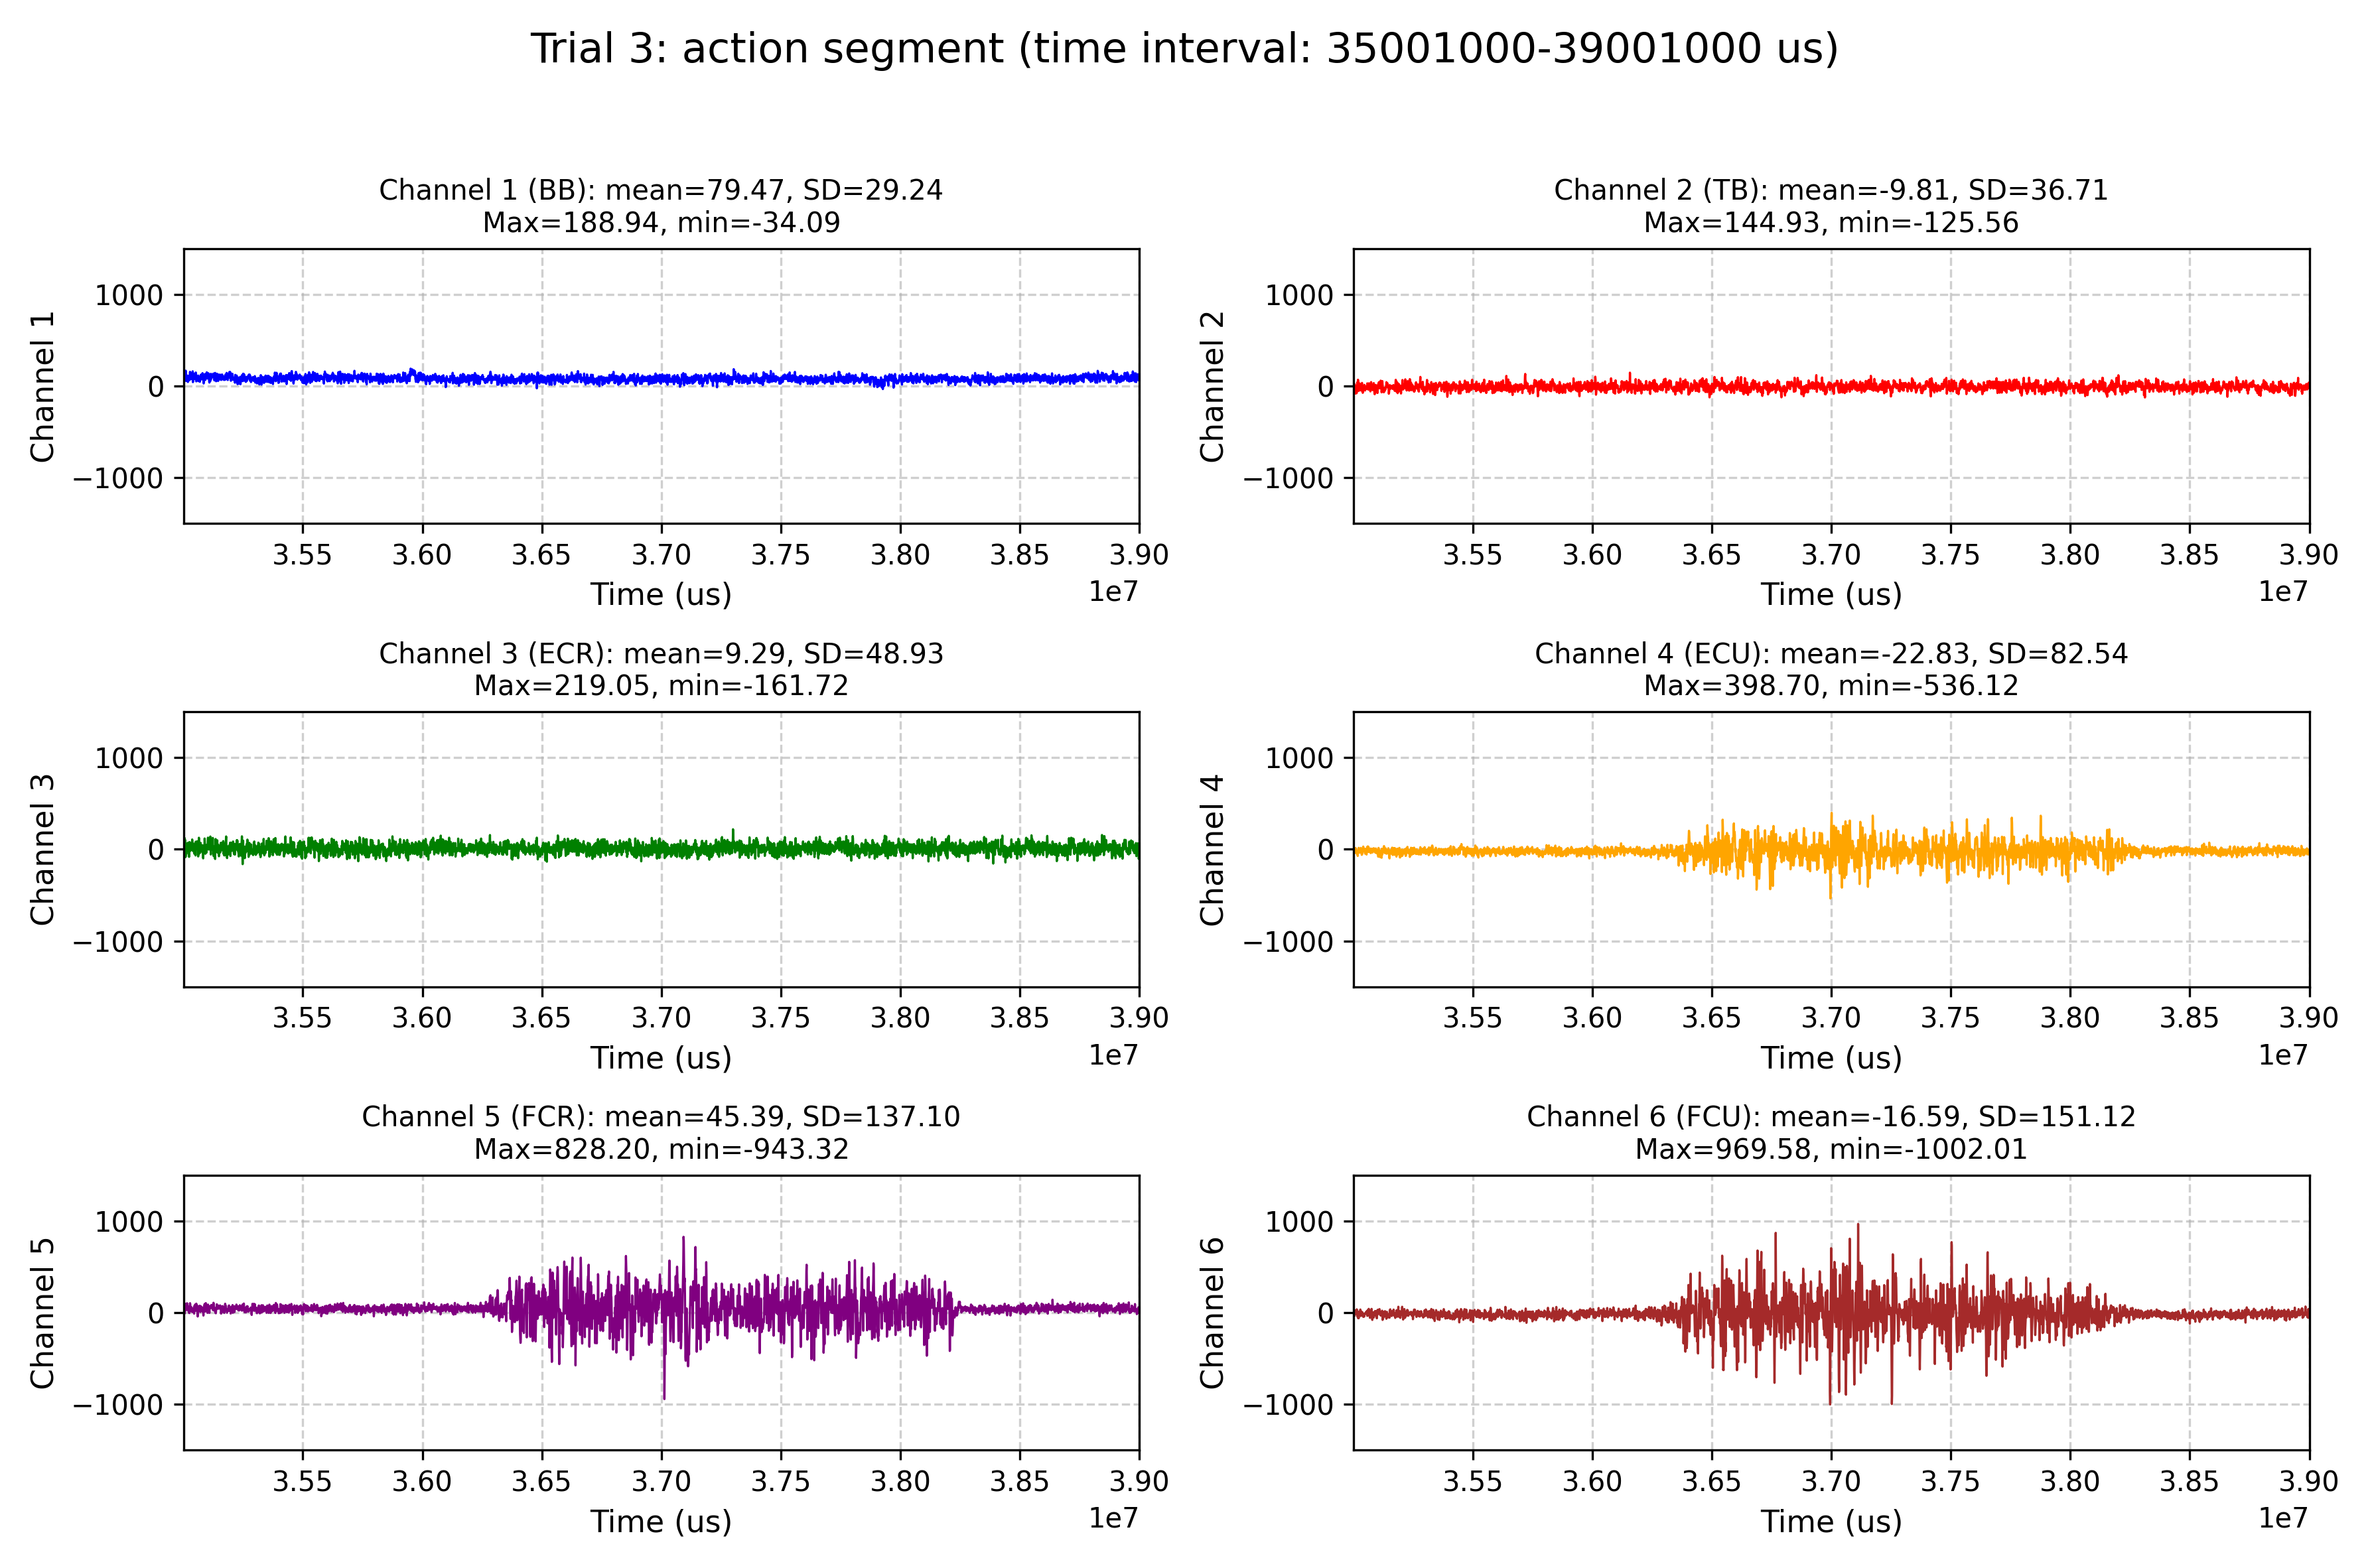 Trial 3: action segment (time interval: 35001000-39001000 us)
Channel 1 (BB): mean=79.47, SD=29.24
Max=188.94, min=-34.09
Channel 1
1000
0
−1000
3.55 3.60 3.65 3.70 3.75 3.80 3.85 3.90
Time (us)
1e7
Channel 2 (TB): mean=-9.81, SD=36.71
Max=144.93, min=-125.56
Channel 2
1000
0
−1000
3.55 3.60 3.65 3.70 3.75 3.80 3.85 3.90
Time (us)
1e7
Channel 3 (ECR): mean=9.29, SD=48.93
Max=219.05, min=-161.72
Channel 3
1000
0
−1000
3.55 3.60 3.65 3.70 3.75 3.80 3.85 3.90
Time (us)
1e7
Channel 4 (ECU): mean=-22.83, SD=82.54
Max=398.70, min=-536.12
Channel 4
1000
0
−1000
3.55 3.60 3.65 3.70 3.75 3.80 3.85 3.90
Time (us)
1e7
Channel 5 (FCR): mean=45.39, SD=137.10
Max=828.20, min=-943.32
Channel 5
1000
0
−1000
3.55 3.60 3.65 3.70 3.75 3.80 3.85 3.90
Time (us)
1e7
Channel 6 (FCU): mean=-16.59, SD=151.12
Max=969.58, min=-1002.01
Channel 6
1000
0
−1000
3.55 3.60 3.65 3.70 3.75 3.80 3.85 3.90
Time (us)
1e7